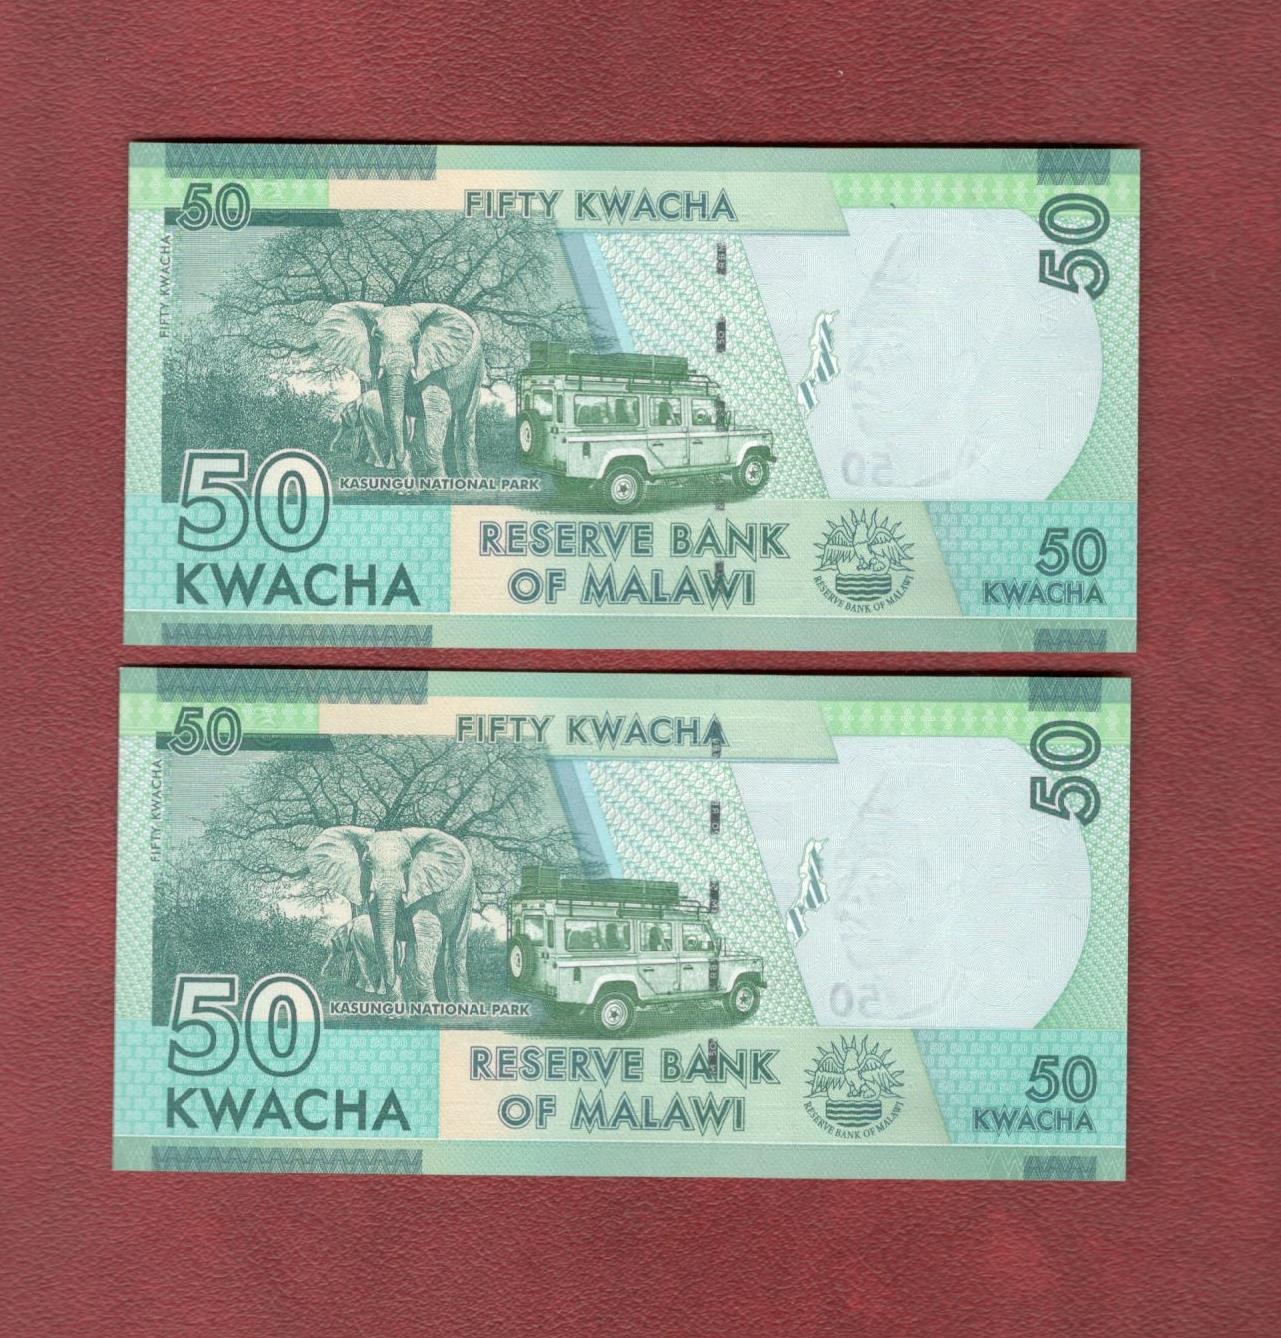 50
FIFTY KWACHA
50
FIFTY KWACHA
50
KWACHA
KASUNGU NATIONAL PARK
50
RESERVE BANK
OF MALAWI
RESERVE BANK OF MALAWI
50
KWACHA
50
FIFTY KWACHA
50
FIFTY KWACHA
50
KWACHA
KASUNGU NATIONAL PARK
50
RESERVE BANK
OF MALAWI
RESERVE BANK OF MALAWI
50
KWACHA